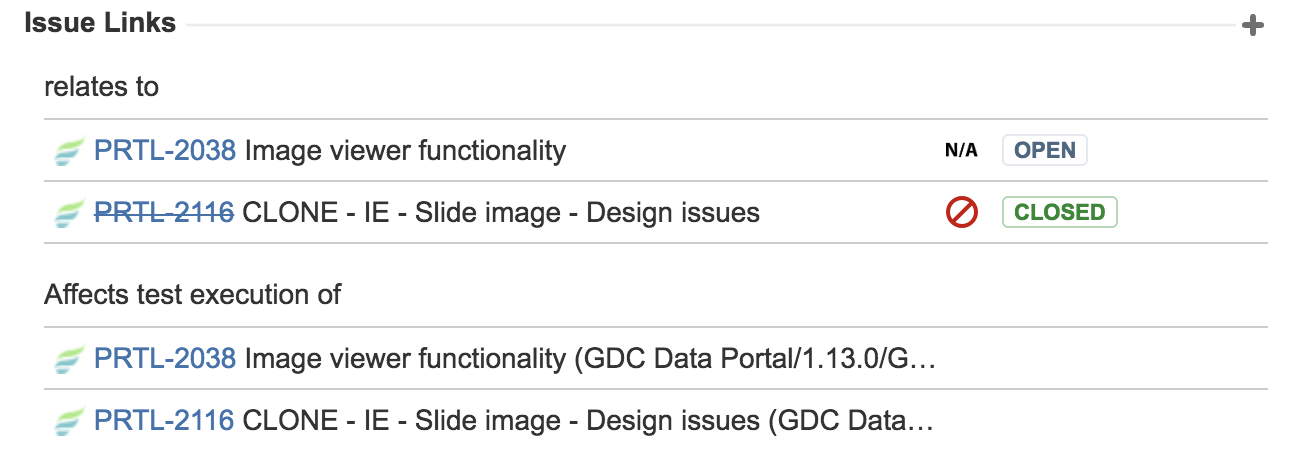 Issue Links
relates to
PRTL-2038 Image viewer functionality N/A OPEN
PRTL-2116 CLONE - IE - Slide image - Design issues CLOSED
Affects test execution of
PRTL-2038 Image viewer functionality (GDC Data Portal/1.13.0/G…
PRTL-2116 CLONE - IE - Slide image - Design issues (GDC Data…